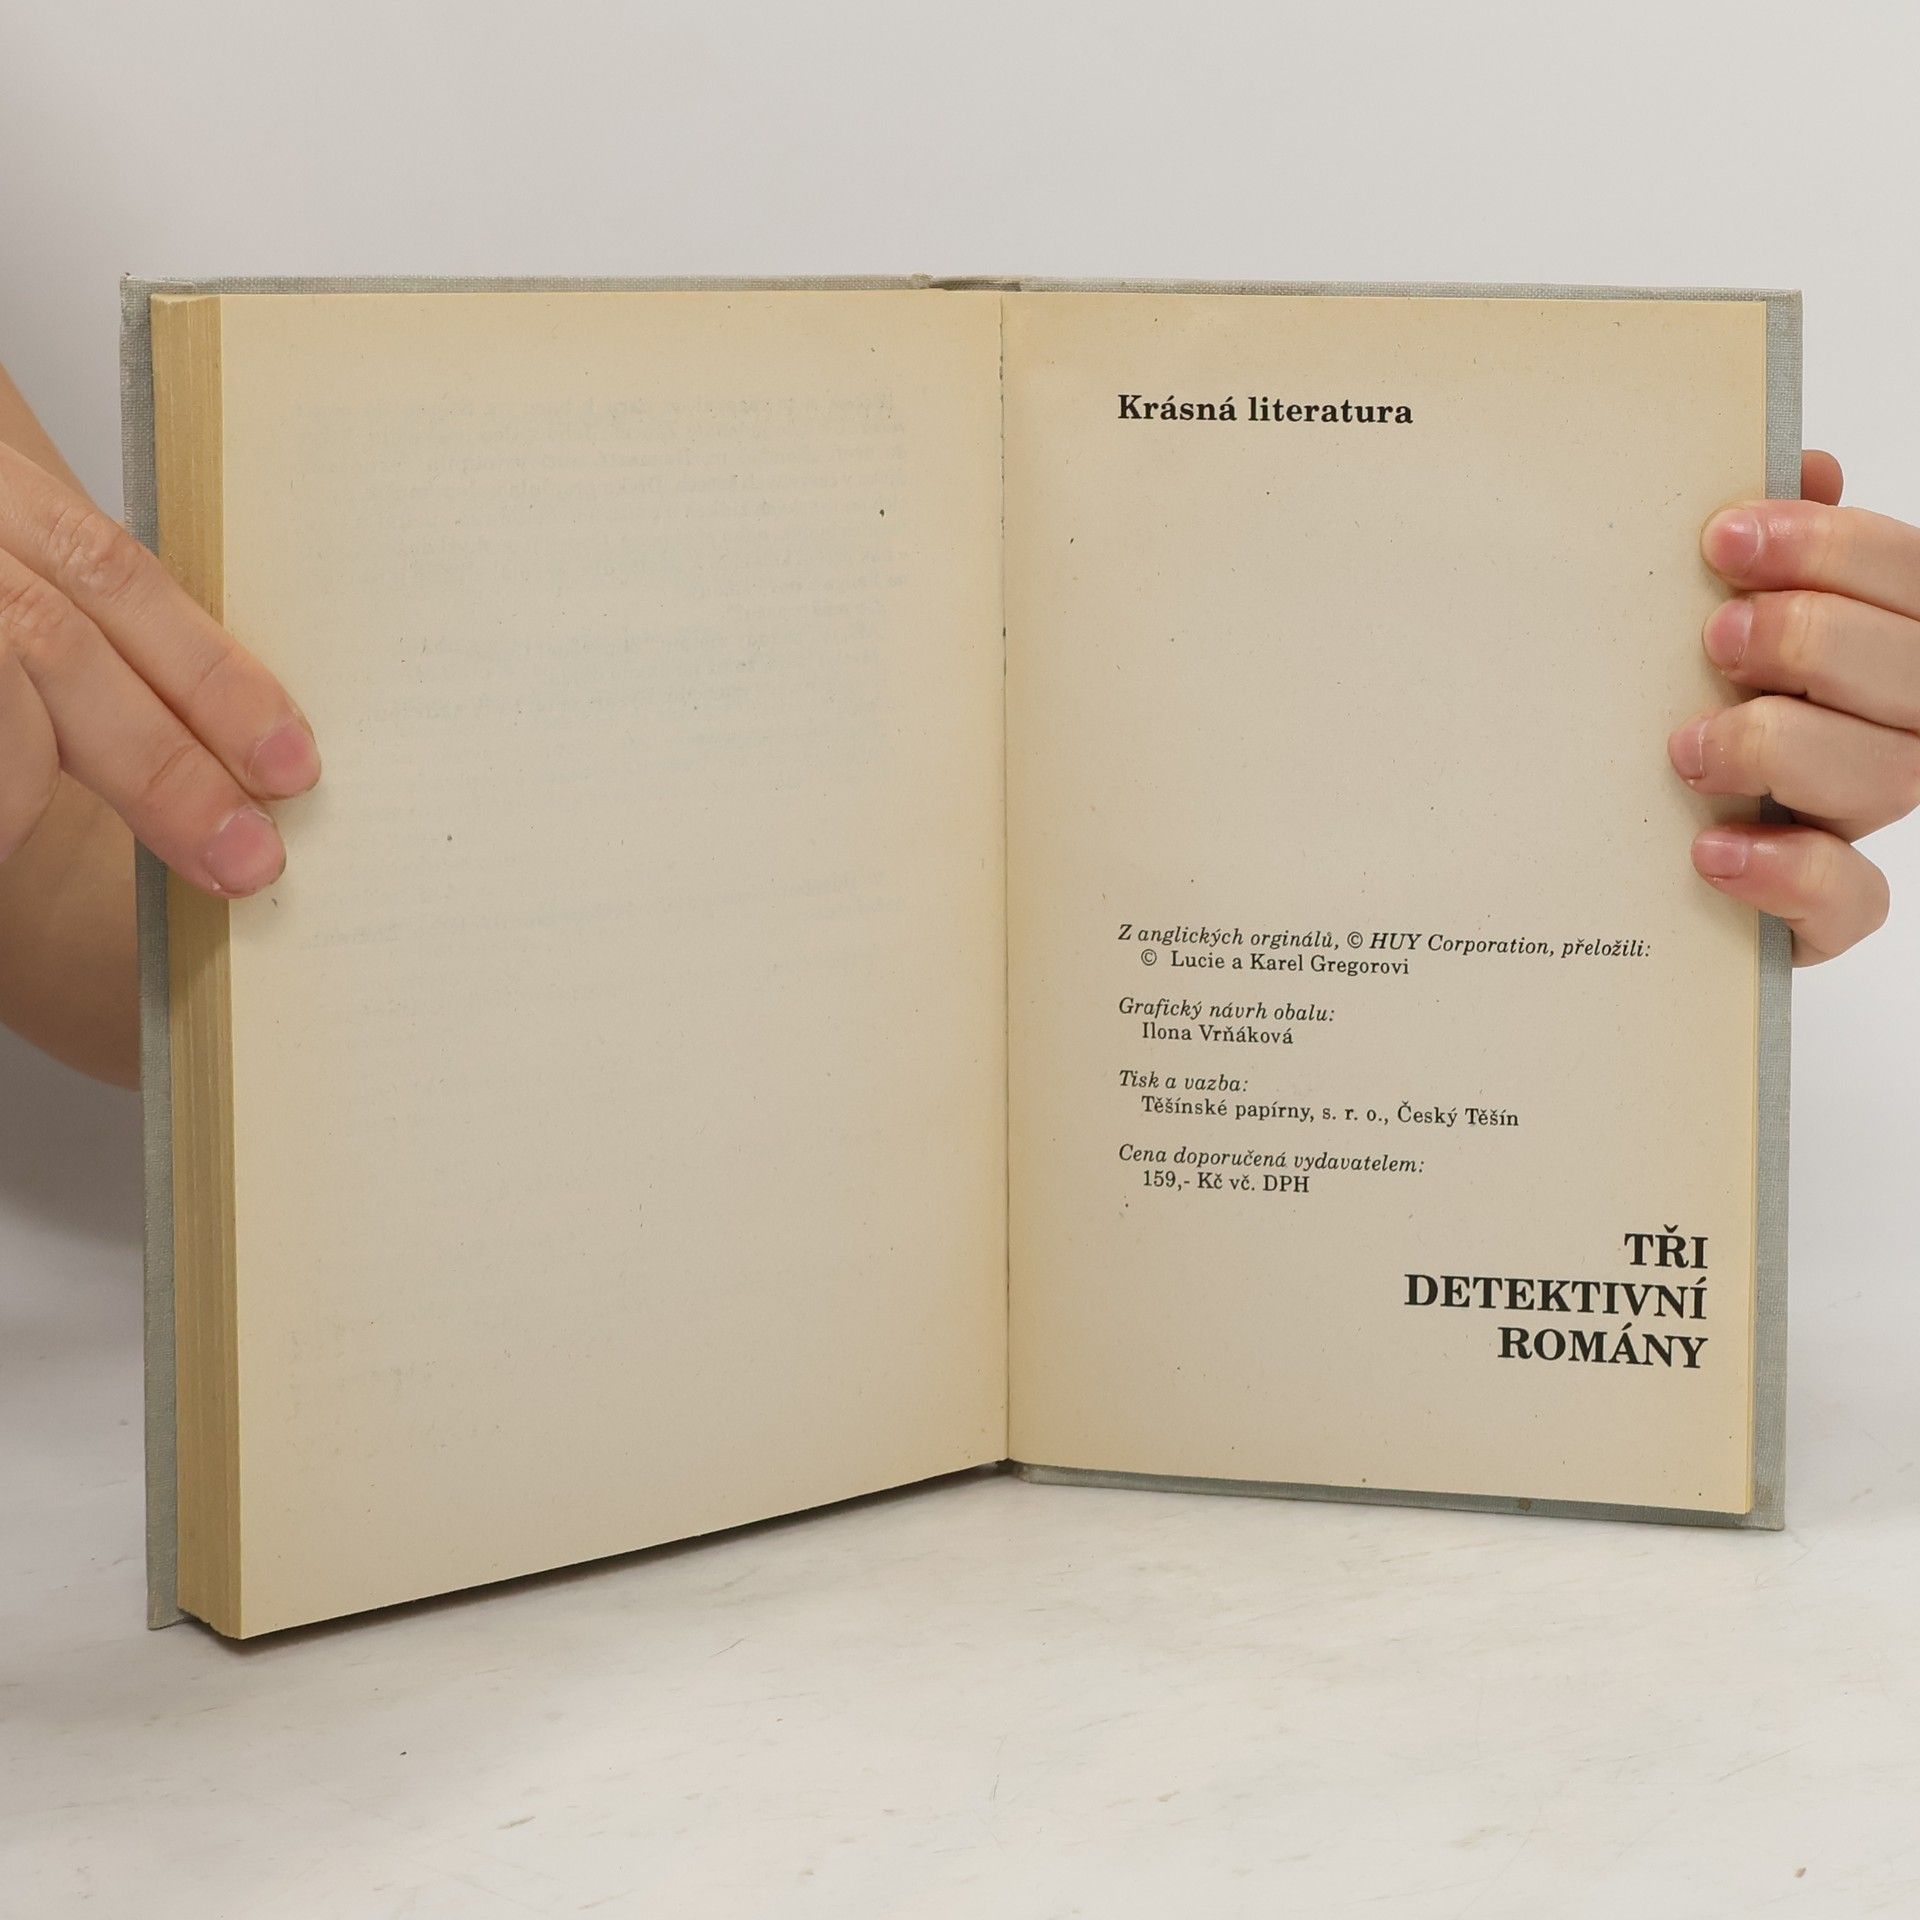 Krásná literatura
Z anglických orginálů, © HUY Corporation, přeložili:
© Lucie a Karel Gregorovi
Grafický návrh obalu:
Ilona Vrňáková
Tisk a vazba:
Těšínské papírny, s. r. o., Český Těšín
Cena doporučená vydavatelem:
159,- Kč vč. DPH
TŘI
DETEKTIVNÍ
ROMÁNY